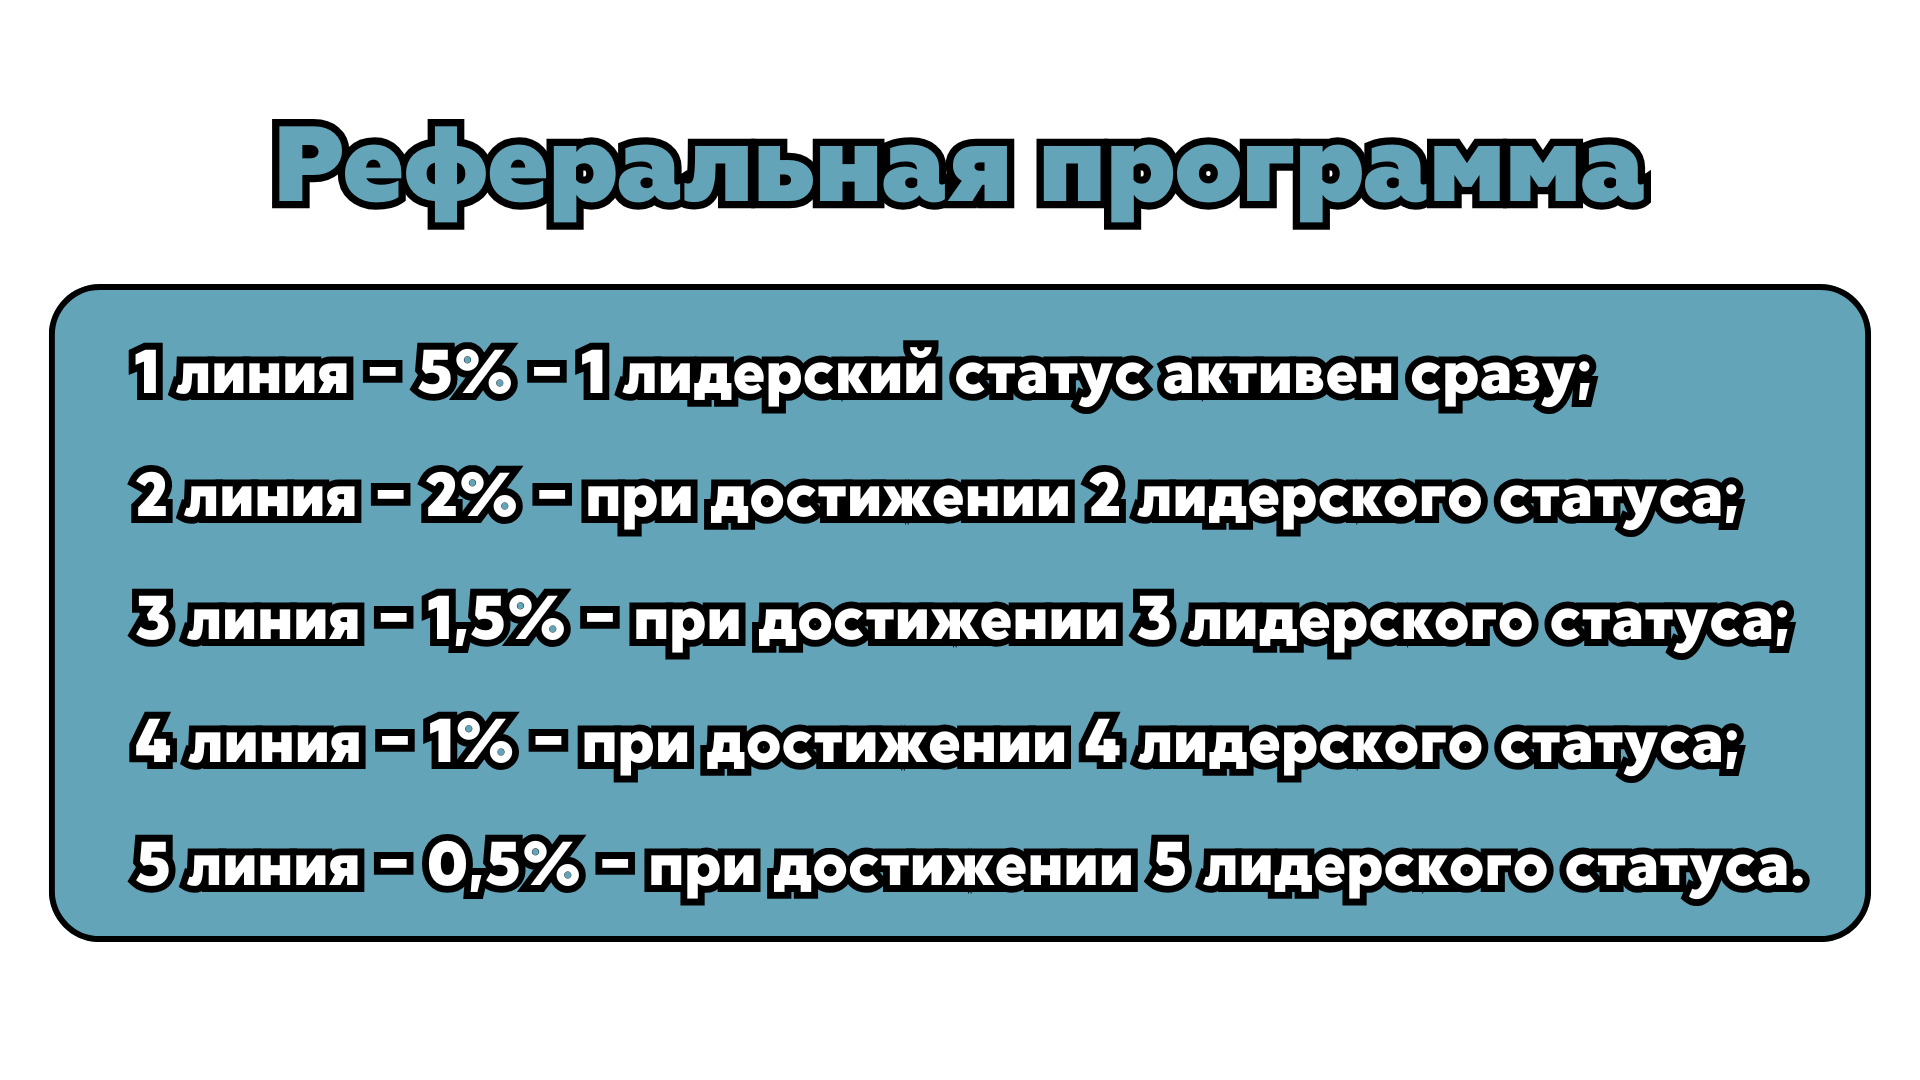 Реферальная программа
1 линия – 5% – 1 лидерский статус активен сразу;
2 линия – 2% – при достижении 2 лидерского статуса;
3 линия – 1,5% – при достижении 3 лидерского статуса;
4 линия – 1% – при достижении 4 лидерского статуса;
5 линия – 0,5% – при достижении 5 лидерского статуса.